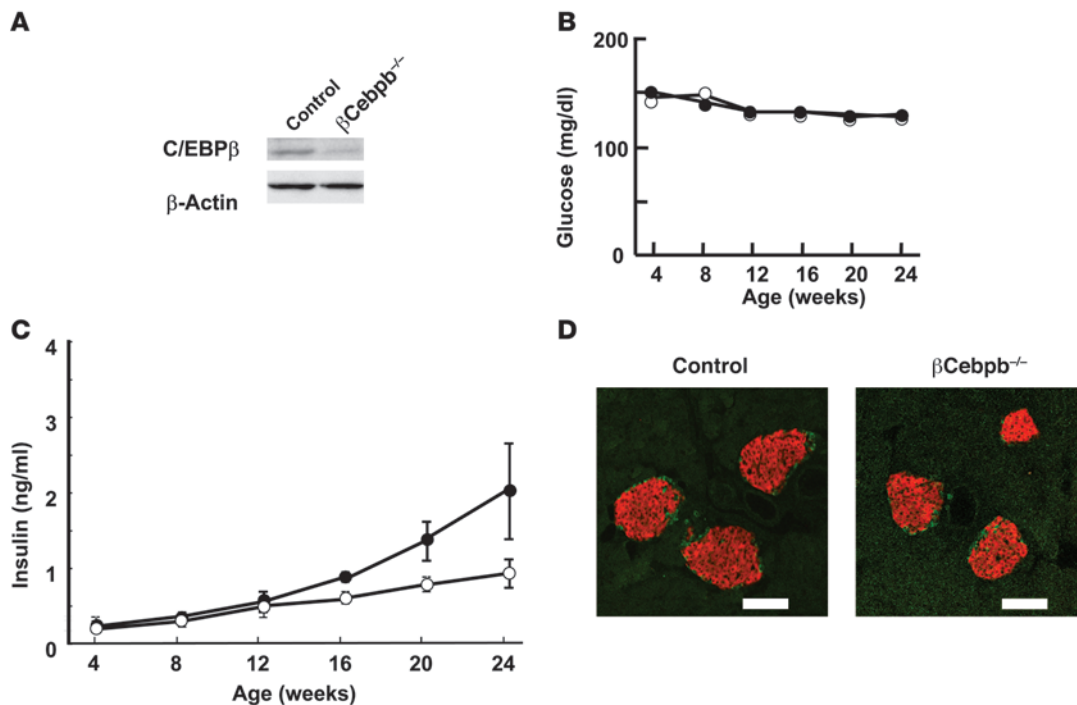 A
Control
βCebpb⁻/⁻
C/EBPβ
β-Actin
B
200
100
0
Glucose (mg/dl)
4 8 12 16 20 24
Age (weeks)
C
4
3
2
1
0
Insulin (ng/ml)
4 8 12 16 20 24
Age (weeks)
D
Control
βCebpb⁻/⁻